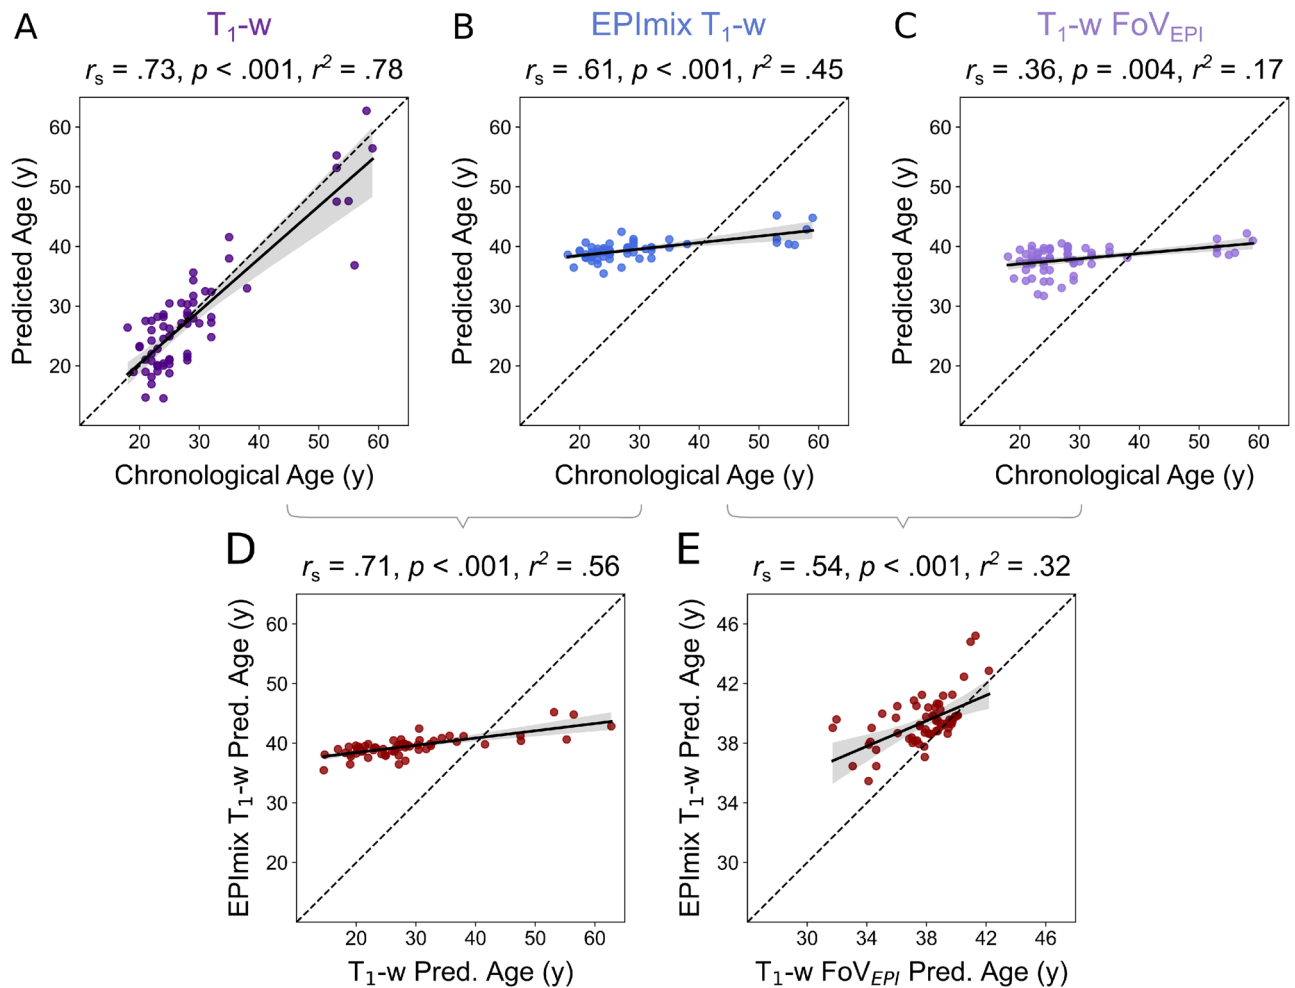 A
T₁-w
rₛ = .73, p < .001, r² = .78
Predicted Age (y)
60
50
40
30
20
20 30 40 50 60
Chronological Age (y)
B
EPImix T₁-w
rₛ = .61, p < .001, r² = .45
Predicted Age (y)
60
50
40
30
20
20 30 40 50 60
Chronological Age (y)
C
T₁-w FoV_EPI
rₛ = .36, p = .004, r² = .17
Predicted Age (y)
60
50
40
30
20
20 30 40 50 60
Chronological Age (y)
D
rₛ = .71, p < .001, r² = .56
EPImix T₁-w Pred. Age (y)
60
50
40
30
20
20 30 40 50 60
T₁-w Pred. Age (y)
E
rₛ = .54, p < .001, r² = .32
EPImix T₁-w Pred. Age (y)
46
42
38
34
30
30 34 38 42 46
T₁-w FoV_EPI Pred. Age (y)